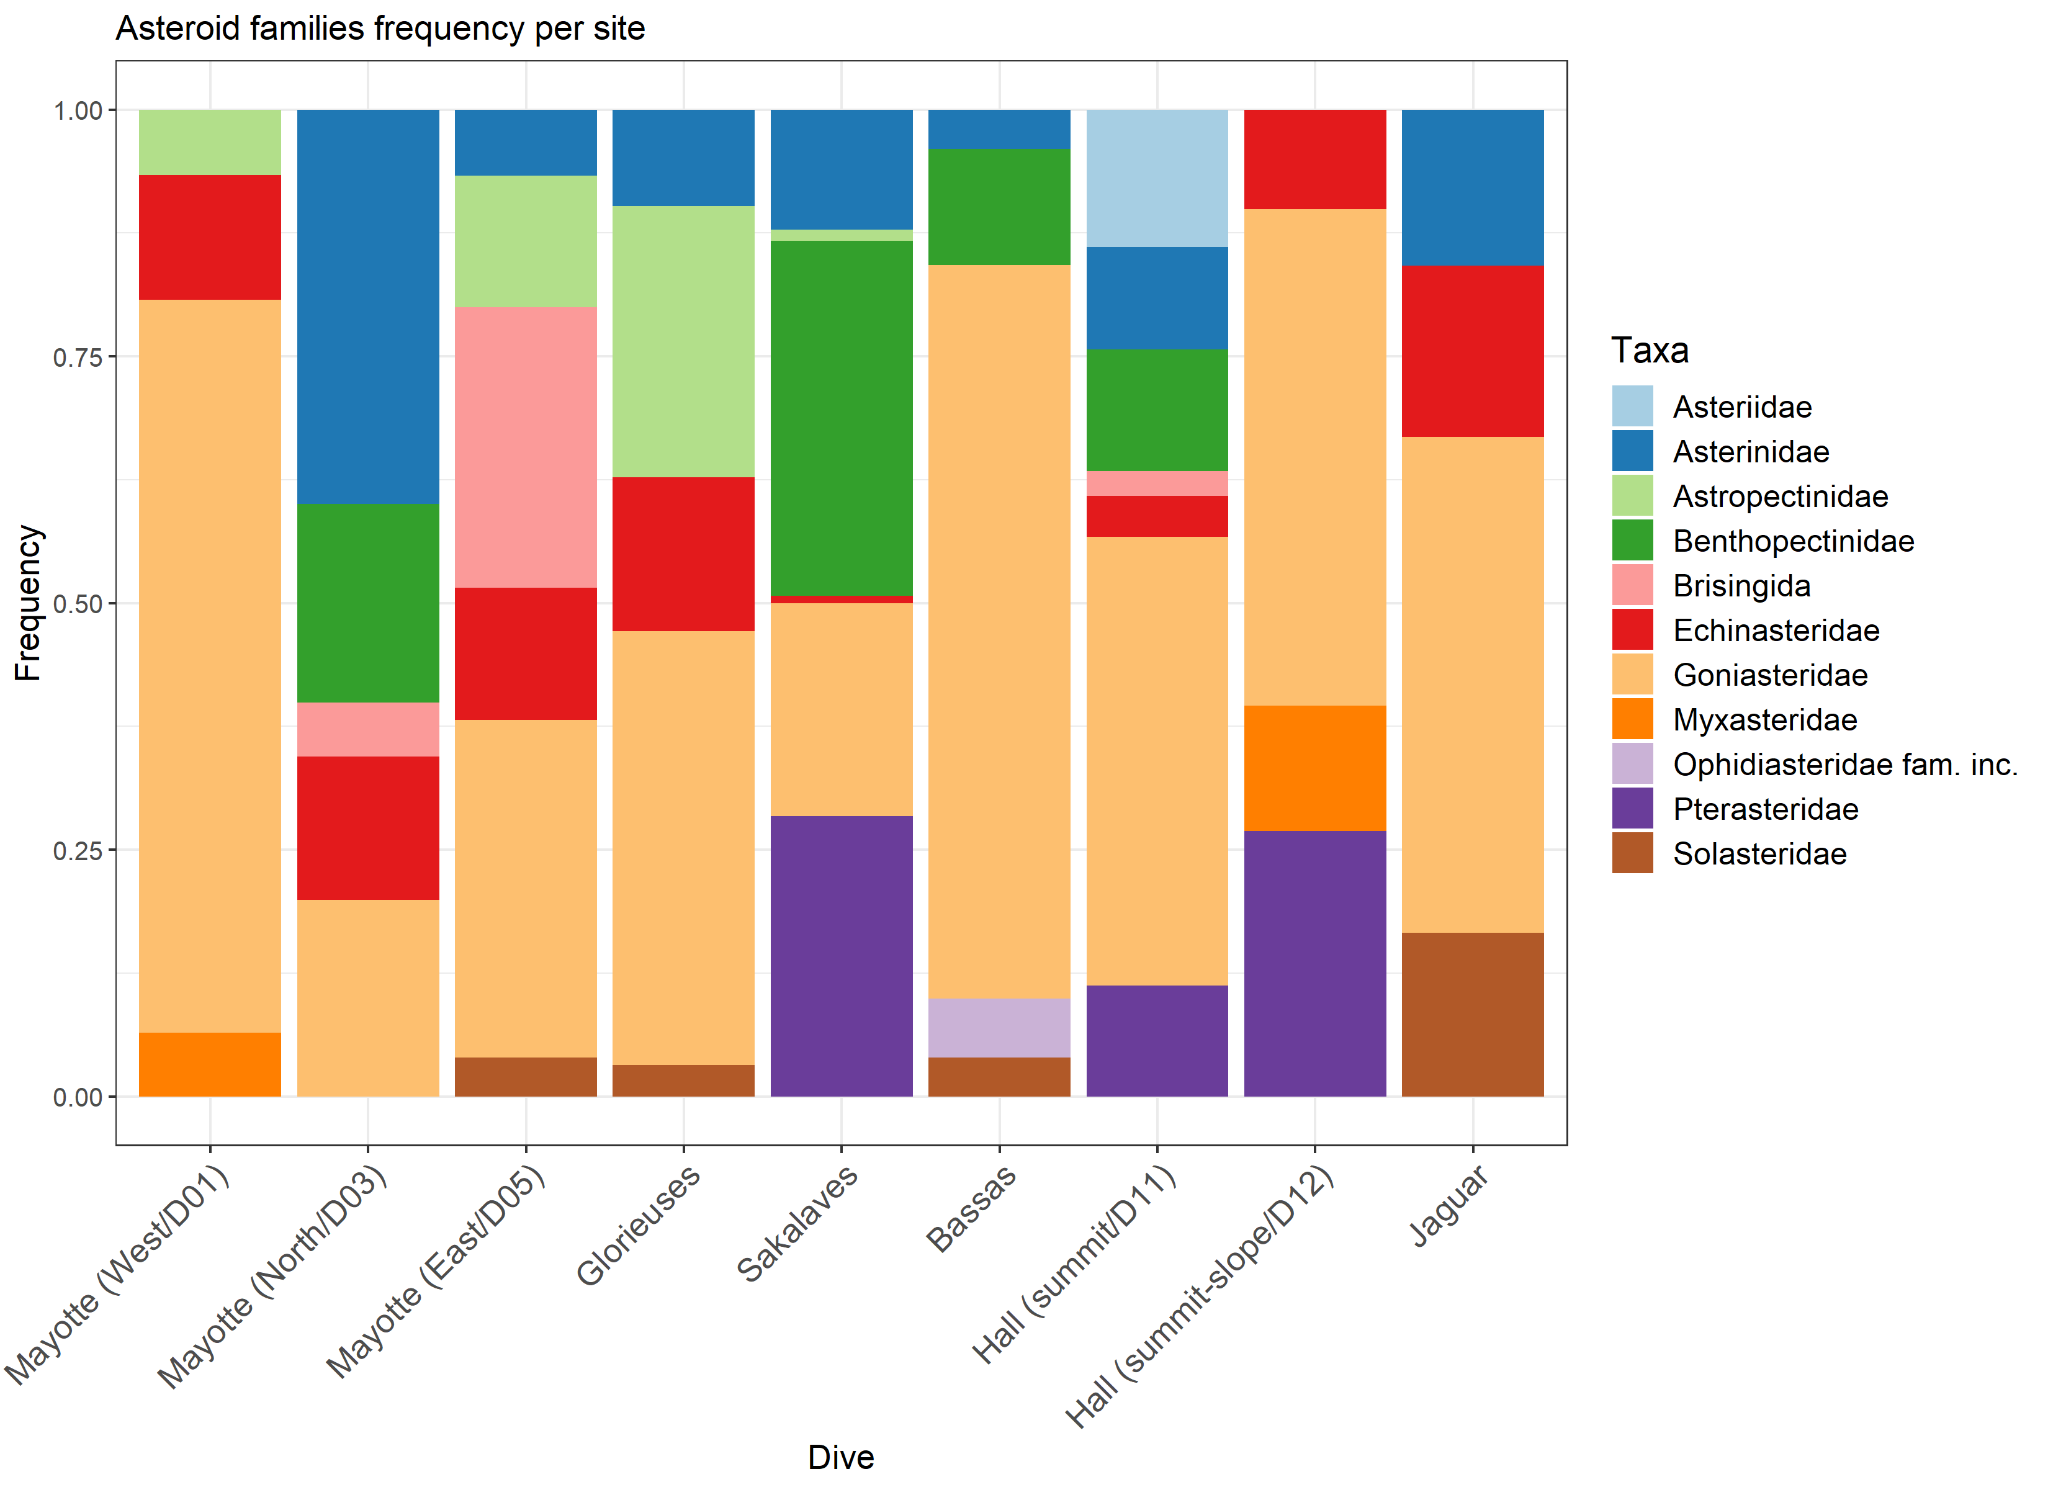 Asteroid families frequency per site
1.00
0.75
0.50
0.25
0.00
Frequency
Mayotte (West/D01)
Mayotte (North/D03)
Mayotte (East/D05)
Glorieuses
Sakalaves
Bassas
Hall (summit/D11)
Hall (summit-slope/D12)
Jaguar
Dive
Taxa
Asteriidae
Asterinidae
Astropectinidae
Benthopectinidae
Brisingida
Echinasteridae
Goniasteridae
Myxasteridae
Ophidiasteridae fam. inc.
Pterasteridae
Solasteridae